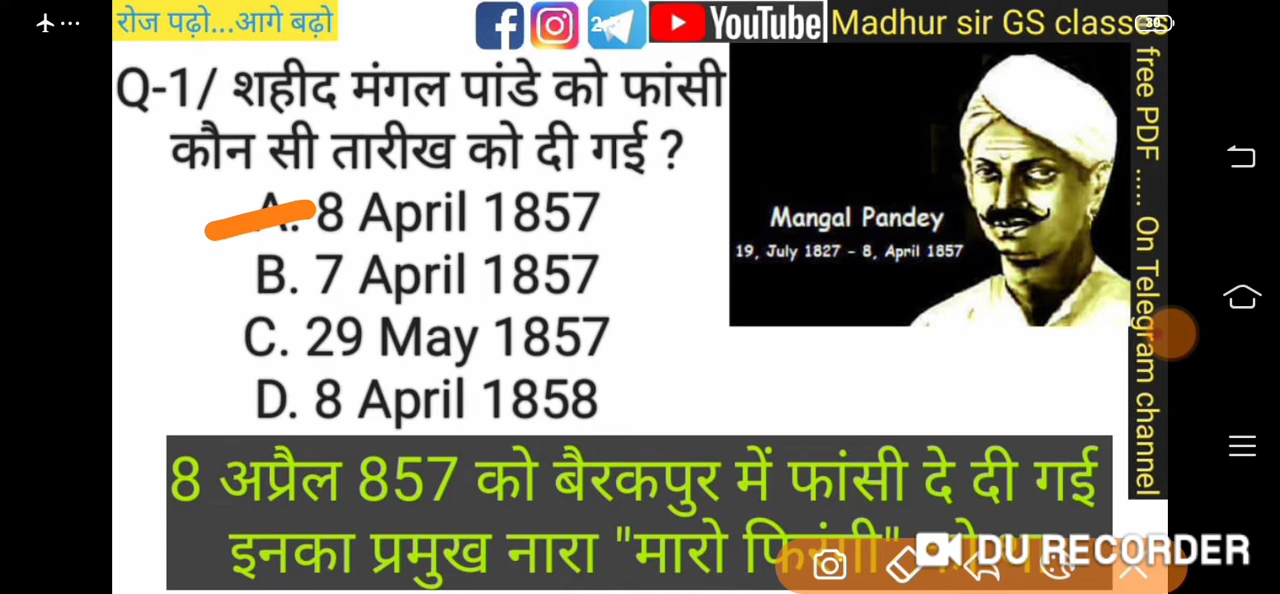 रोज पढ़ो...आगे बढ़ो
YouTube
Madhur sir GS classes
30
Q-1/ शहीद मंगल पांडे को फांसी
कौन सी तारीख को दी गई ?
A. 8 April 1857
B. 7 April 1857
C. 29 May 1857
D. 8 April 1858
Mangal Pandey
19, July 1827 - 8, April 1857
free PDF ..... On Telegram channel
8 अप्रैल 857 को बैरकपुर में फांसी दे दी गई
इनका प्रमुख नारा "मारो फिरंगी"
DU RECORDER